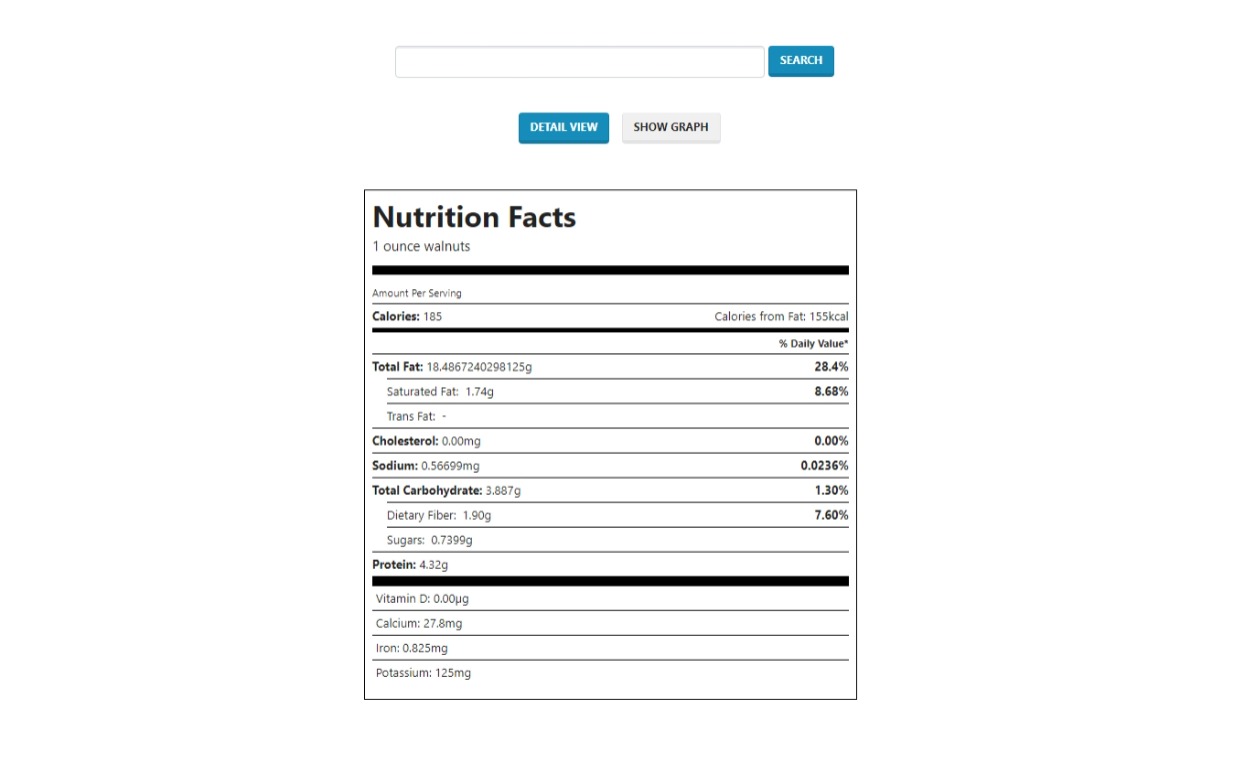 SEARCH
DETAIL VIEW SHOW GRAPH
Nutrition Facts
1 ounce walnuts
Amount Per Serving
Calories: 185 Calories from Fat: 155kcal
% Daily Value*
Total Fat: 18.4867240298125g 28.4%
Saturated Fat: 1.74g 8.68%
Trans Fat: -
Cholesterol: 0.00mg 0.00%
Sodium: 0.56699mg 0.0236%
Total Carbohydrate: 3.887g 1.30%
Dietary Fiber: 1.90g 7.60%
Sugars: 0.7399g
Protein: 4.32g
Vitamin D: 0.00µg
Calcium: 27.8mg
Iron: 0.825mg
Potassium: 125mg